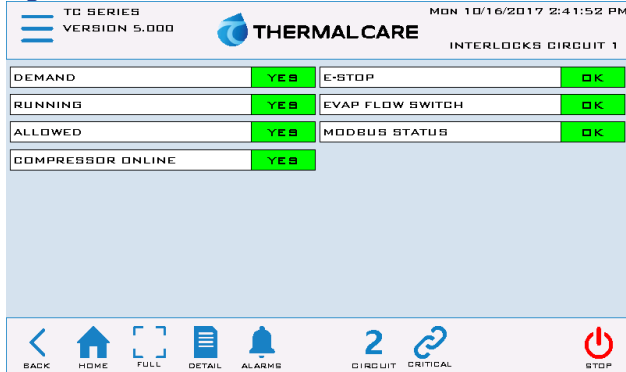 TC SERIES
VERSION 5.000
THERMALCARE
MON 10/16/2017 2:41:52 PM
INTERLOCKS CIRCUIT 1
DEMAND YES
RUNNING YES
ALLOWED YES
COMPRESSOR ONLINE YES
E-STOP OK
EVAP FLOW SWITCH OK
MODBUS STATUS OK
BACK
HOME
FULL
DETAIL
ALARMS
2
CIRCUIT
CRITICAL
STOP